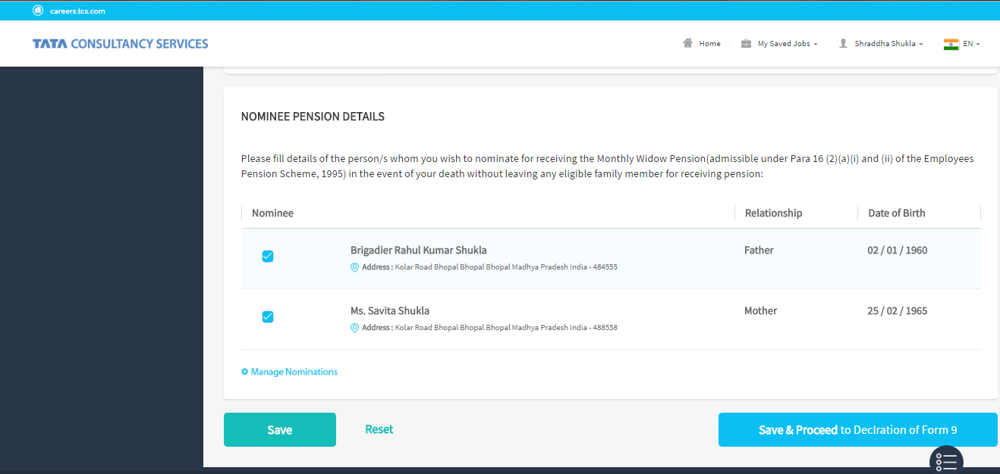 careers.tcs.com
TATA CONSULTANCY SERVICES
Home
My Saved Jobs
Shraddha Shukla
EN
NOMINEE PENSION DETAILS
Please fill details of the person/s whom you wish to nominate for receiving the Monthly Widow Pension(admissible under Para 16 (2)(a)(i) and (ii) of the Employees
Pension Scheme, 1995) in the event of your death without leaving any eligible family member for receiving pension:
Nominee Relationship Date of Birth
Brigadier Rahul Kumar Shukla Father 02 / 01 / 1960
Address : Kolar Road Bhopal Bhopal Bhopal Madhya Pradesh India - 484555
Ms. Savita Shukla Mother 25 / 02 / 1965
Address : Kolar Road Bhopal Bhopal Bhopal Madhya Pradesh India - 488558
Manage Nominations
Save
Reset
Save & Proceed to Declration of Form 9